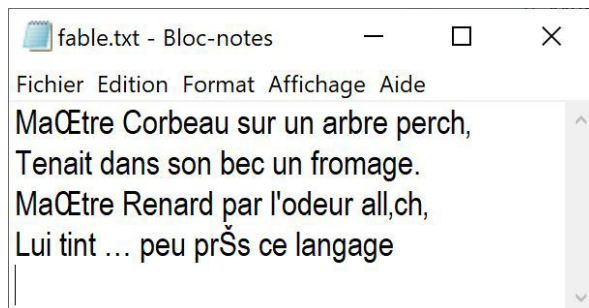 fable.txt - Bloc-notes
Fichier Edition Format Affichage Aide
MaŒtre Corbeau sur un arbre perch‚
Tenait dans son bec un fromage.
MaŒtre Renard par l'odeur all‚ch‚
Lui tint … peu prŠs ce langage